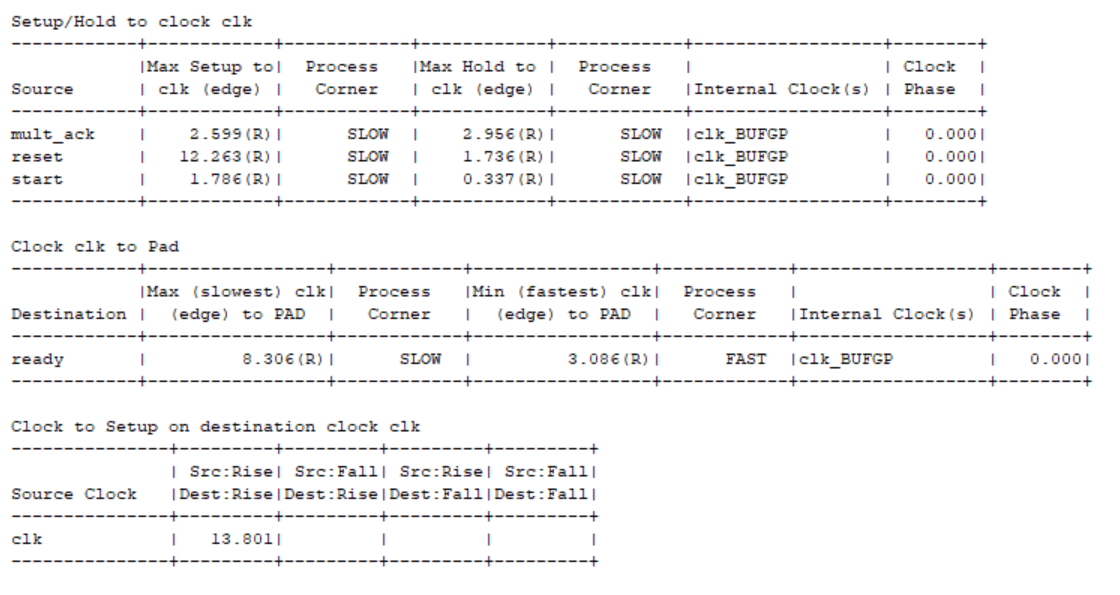 Setup/Hold to clock clk
------------+------------+------------+------------+------------+------------------+--------+
            |Max Setup to|  Process   |Max Hold to |  Process   |                  | Clock  |
Source      | clk (edge) |   Corner   | clk (edge) |   Corner   |Internal Clock(s) | Phase  |
------------+------------+------------+------------+------------+------------------+--------+
mult_ack    |    2.599(R)|      SLOW  |    2.956(R)|      SLOW  |clk_BUFGP         |   0.000|
reset       |   12.263(R)|      SLOW  |    1.736(R)|      SLOW  |clk_BUFGP         |   0.000|
start       |    1.786(R)|      SLOW  |    0.337(R)|      SLOW  |clk_BUFGP         |   0.000|
------------+------------+------------+------------+------------+------------------+--------+
Clock clk to Pad
------------+-----------------+------------+-----------------+------------+------------------+--------+
            |Max (slowest) clk|  Process   |Min (fastest) clk|  Process   |                  | Clock  |
Destination |  (edge) to PAD  |   Corner   |  (edge) to PAD  |   Corner   |Internal Clock(s) | Phase  |
------------+-----------------+------------+-----------------+------------+------------------+--------+
ready       |         8.306(R)|      SLOW  |         3.086(R)|      FAST  |clk_BUFGP         |   0.000|
------------+-----------------+------------+-----------------+------------+------------------+--------+
Clock to Setup on destination clock clk
---------------+---------+---------+---------+---------+
               | Src:Rise| Src:Fall| Src:Rise| Src:Fall|
Source Clock   |Dest:Rise|Dest:Rise|Dest:Fall|Dest:Fall|
---------------+---------+---------+---------+---------+
clk            |   13.801|         |         |         |
---------------+---------+---------+---------+---------+